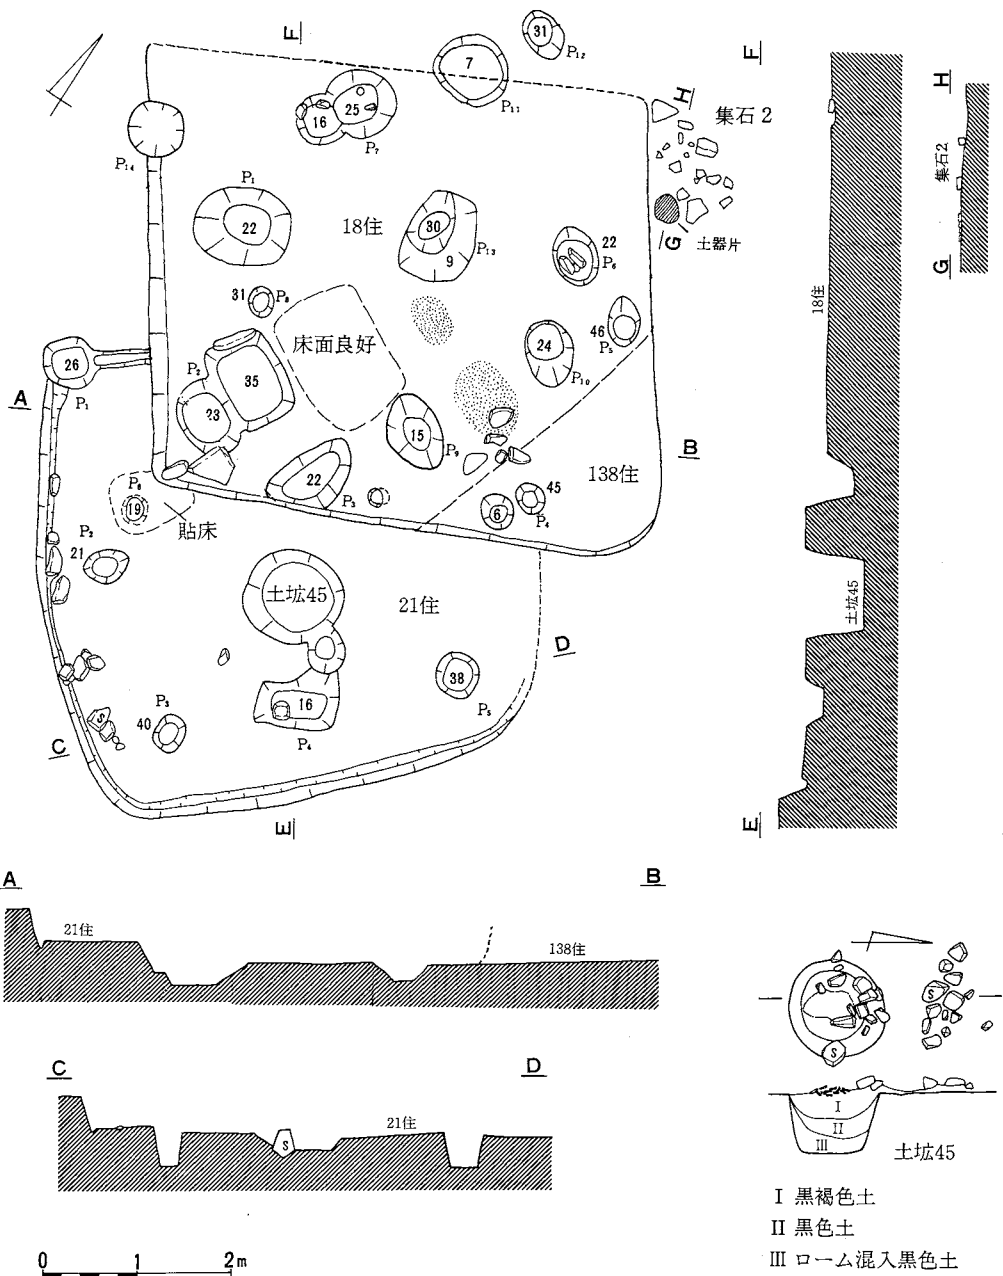 F
31
P12
F
7
P11
H
H
集石 2
25
16
P7
P14
P1
22
18住
30
9
P13
22
P6
G
土器片
集石2
G
31
P8
床面良好
46
P5
24
P10
18住
26
P1
A
P2
35
23
15
P9
B
138住
22
P3
45
6
P4
P6
19
貼床
P2
21
土坛45
21住
土坛45
D
38
P5
16
P4
P3
40
S
C
E
E
A
B
21住
138住
S
S
C
D
21住
S
I
II
III
土坛45
I 黒褐色土
II 黒色土
III ローム混入黒色土
0 1 2m